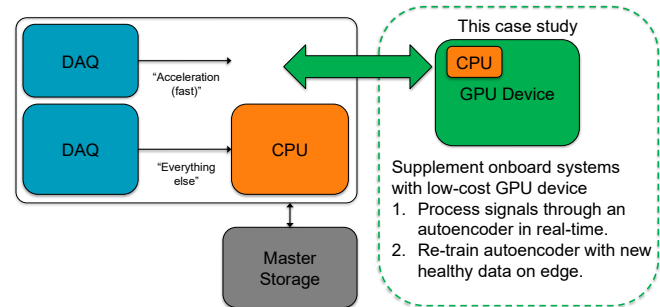 This case study
DAQ
"Acceleration
(fast)"
CPU
GPU Device
DAQ
"Everything
else"
CPU
Supplement onboard systems
with low-cost GPU device
1. Process signals through an
autoencoder in real-time.
2. Re-train autoencoder with new
healthy data on edge.
Master
Storage